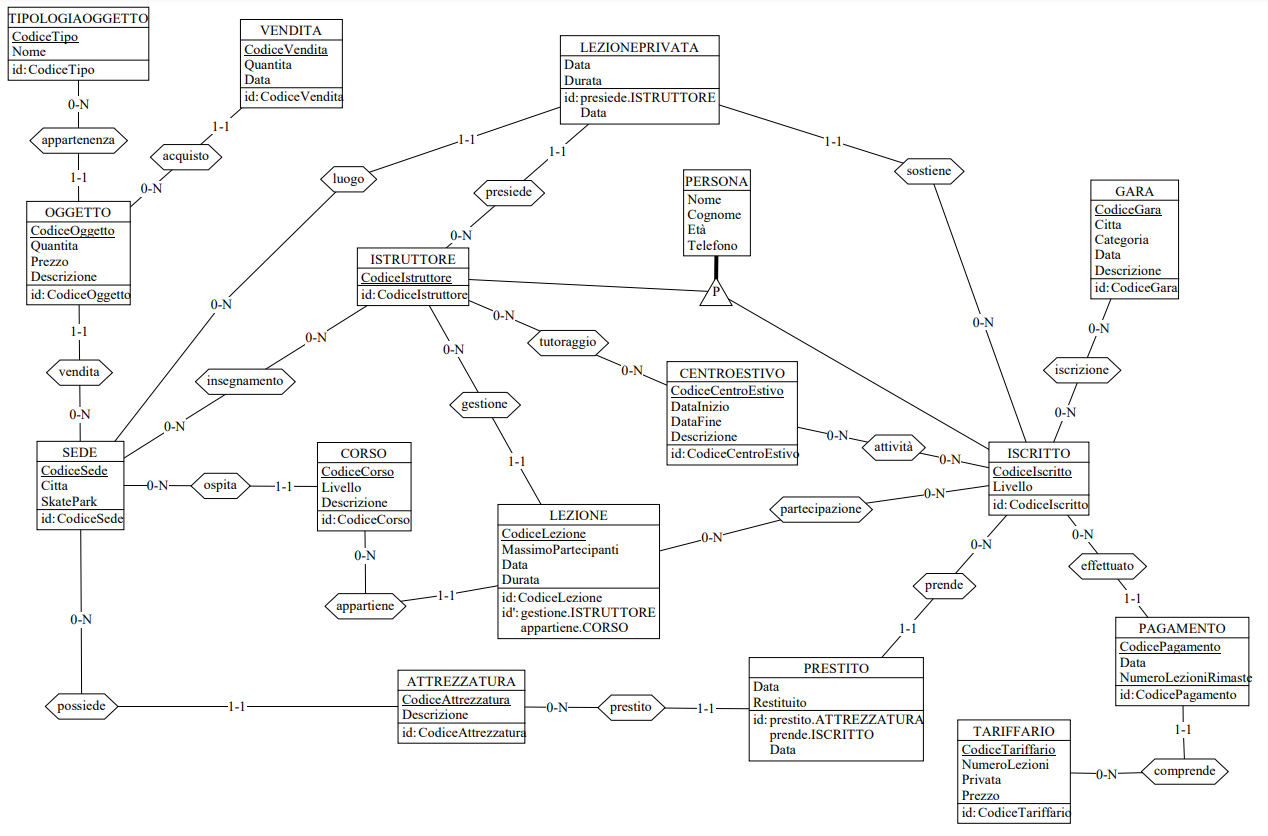 TIPOLOGIAOGGETTO
CodiceTipo
Nome
id: CodiceTipo
0-N
appartenenza
1-1
VENDITA
CodiceVendita
Quantita
Data
id: CodiceVendita
1-1
acquisto
0-N
OGGETTO
CodiceOggetto
Quantita
Prezzo
Descrizione
id: CodiceOggetto
1-1
vendita
0-N
LEZIONEPRIVATA
Data
Durata
id: presiede.ISTRUTTORE
Data
1-1
luogo
0-N
1-1
presiede
0-N
1-1
sostiene
0-N
PERSONA
Nome
Cognome
Età
Telefono
P
GARA
CodiceGara
Citta
Categoria
Data
Descrizione
id: CodiceGara
0-N
iscrizione
0-N
ISTRUTTORE
CodiceIstruttore
id: CodiceIstruttore
0-N
insegnamento
0-N
0-N
tutoraggio
0-N
0-N
gestione
1-1
CENTROESTIVO
CodiceCentroEstivo
DataInizio
DataFine
Descrizione
id: CodiceCentroEstivo
0-N
attività
0-N
SEDE
CodiceSede
Citta
SkatePark
id: CodiceSede
0-N
ospita
1-1
CORSO
CodiceCorso
Livello
Descrizione
id: CodiceCorso
0-N
appartiene
1-1
LEZIONE
CodiceLezione
MassimoPartecipanti
Data
Durata
id: CodiceLezione
id': gestione.ISTRUTTORE
appartiene.CORSO
0-N
partecipazione
0-N
ISCRITTO
CodiceIscritto
Livello
id: CodiceIscritto
0-N
prende
1-1
0-N
effettuato
1-1
0-N
possiede
1-1
ATTREZZATURA
CodiceAttrezzatura
Descrizione
id: CodiceAttrezzatura
0-N
prestito
1-1
PRESTITO
Data
Restituito
id: prestito.ATTREZZATURA
prende.ISCRITTO
Data
PAGAMENTO
CodicePagamento
Data
NumeroLezioniRimaste
id: CodicePagamento
1-1
comprende
0-N
TARIFFARIO
CodiceTariffario
NumeroLezioni
Privata
Prezzo
id: CodiceTariffario